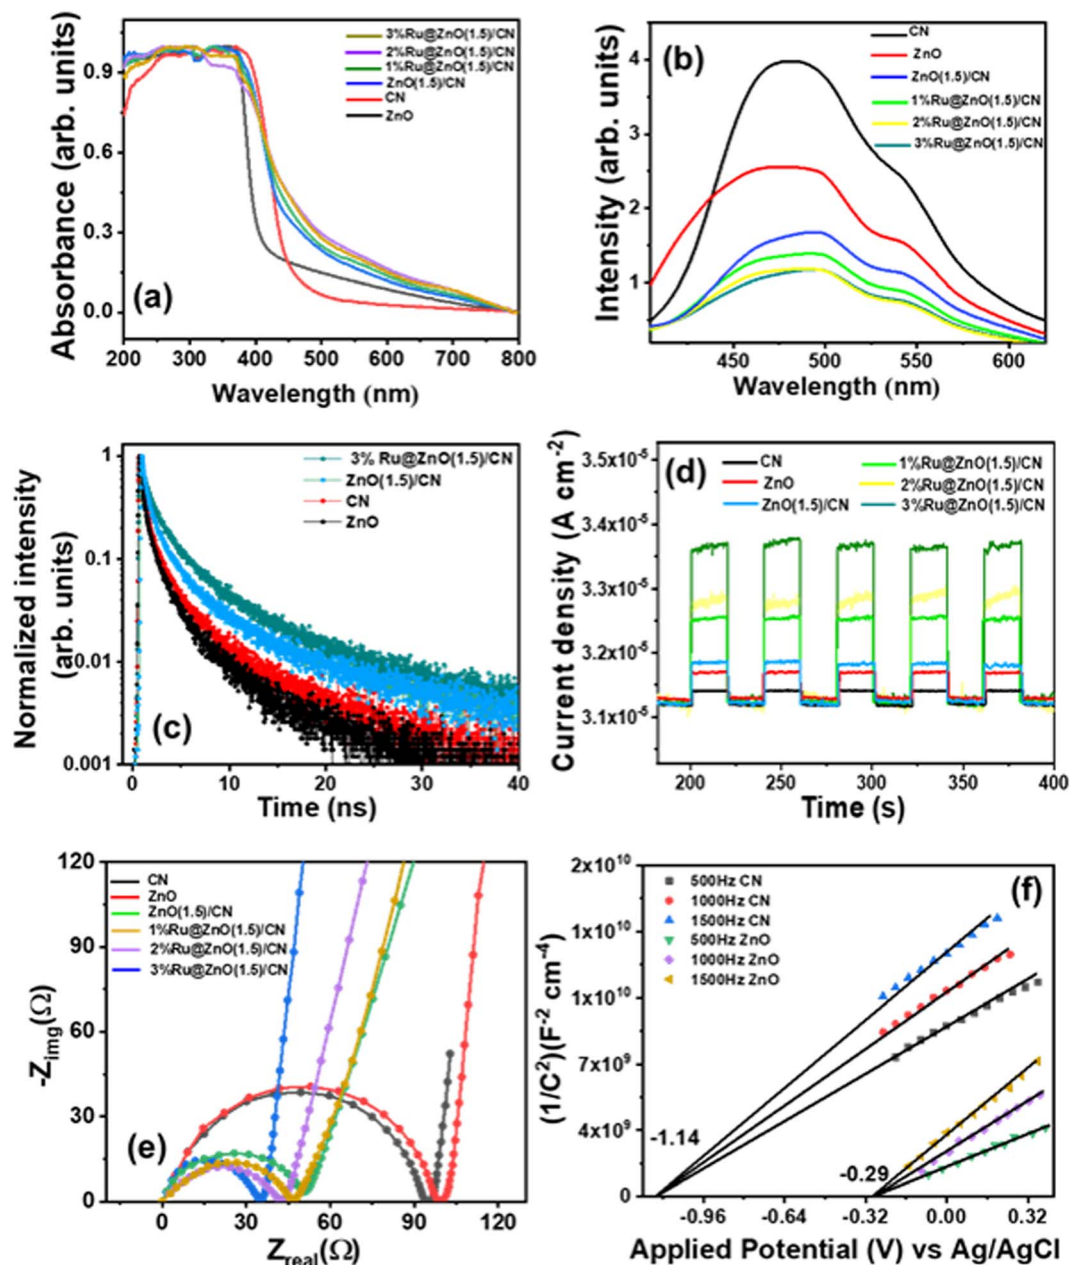 3%Ru@ZnO(1.5)/CN
2%Ru@ZnO(1.5)/CN
1%Ru@ZnO(1.5)/CN
ZnO(1.5)/CN
CN
ZnO
Absorbance (arb. units)
0.9
0.6
0.3
0.0
(a)
200 300 400 500 600 700 800
Wavelength (nm)
(b)
CN
ZnO
ZnO(1.5)/CN
1%Ru@ZnO(1.5)/CN
2%Ru@ZnO(1.5)/CN
3%Ru@ZnO(1.5)/CN
Intensity (arb. units)
4
3
2
1
450 500 550 600
Wavelength (nm)
3% Ru@ZnO(1.5)/CN
ZnO(1.5)/CN
CN
ZnO
Normalized intensity
(arb. units)
1
0.1
0.01
0.001
(c)
0 10 20 30 40
Time (ns)
(d)
CN
ZnO
ZnO(1.5)/CN
1%Ru@ZnO(1.5)/CN
2%Ru@ZnO(1.5)/CN
3%Ru@ZnO(1.5)/CN
Current density (A cm⁻²)
3.5x10⁻⁵
3.4x10⁻⁵
3.3x10⁻⁵
3.2x10⁻⁵
3.1x10⁻⁵
200 250 300 350 400
Time (s)
CN
ZnO
ZnO(1.5)/CN
1%Ru@ZnO(1.5)/CN
2%Ru@ZnO(1.5)/CN
3%Ru@ZnO(1.5)/CN
-Zimg(Ω)
120
90
60
30
0
(e)
0 30 60 90 120
Zreal(Ω)
500Hz CN
1000Hz CN
1500Hz CN
500Hz ZnO
1000Hz ZnO
1500Hz ZnO
(f)
(1/C²)(F⁻² cm⁻⁴)
2x10¹⁰
1x10¹⁰
1x10¹⁰
7x10⁹
4x10⁹
0
-1.14
-0.29
-0.96 -0.64 -0.32 0.00 0.32
Applied Potential (V) vs Ag/AgCl